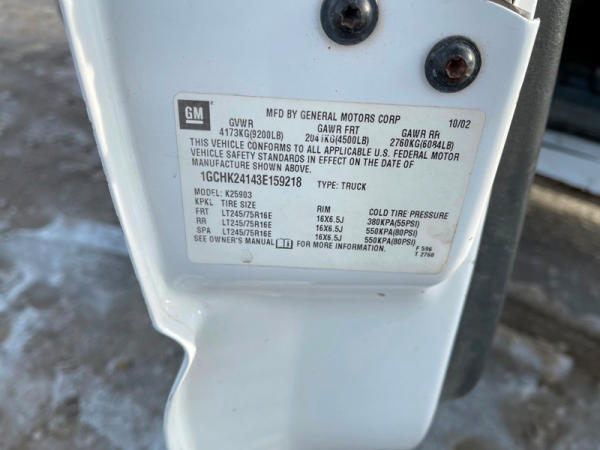 GM
MFD BY GENERAL MOTORS CORP 10/02
GVWR GAWR FRT GAWR RR
4173KG(9200LB) 2041KG(4500LB) 2760KG(6084LB)
THIS VEHICLE CONFORMS TO ALL APPLICABLE U.S. FEDERAL MOTOR
VEHICLE SAFETY STANDARDS IN EFFECT ON THE DATE OF
MANUFACTURE SHOWN ABOVE.
1GCHK24143E159218 TYPE: TRUCK
MODEL: K25903
KPKL TIRE SIZE RIM COLD TIRE PRESSURE
FRT LT245/75R16E 16X6.5J 380KPA(55PSI)
RR LT245/75R16E 16X6.5J 550KPA(80PSI)
SPA LT245/75R16E 16X6.5J 550KPA(80PSI)
SEE OWNER'S MANUAL FOR MORE INFORMATION. F 596
T 2760